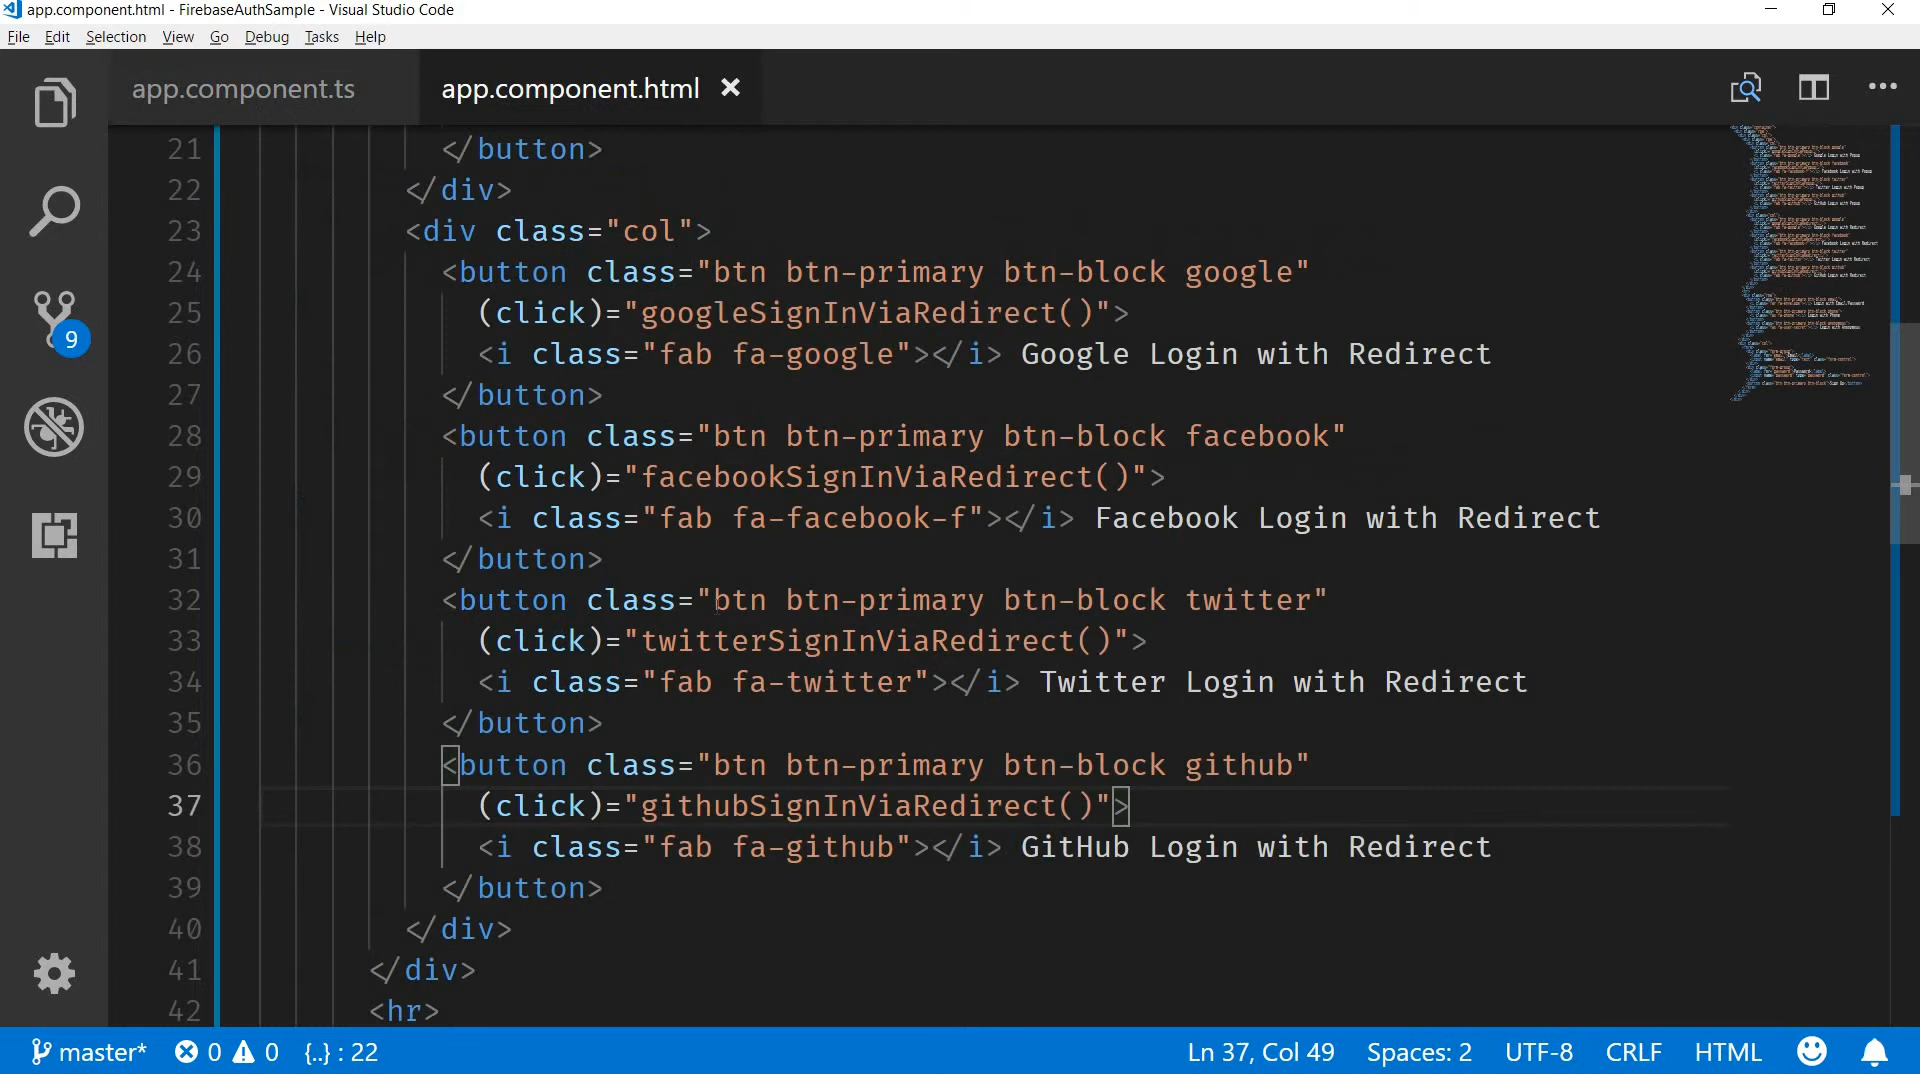 app.component.html - FirebaseAuthSample - Visual Studio Code
File Edit Selection View Go Debug Tasks Help
app.component.ts app.component.html
21 </button>
22 </div>
23 <div class="col">
24 <button class="btn btn-primary btn-block google"
25 (click)="googleSignInViaRedirect()">
26 <i class="fab fa-google"></i> Google Login with Redirect
27 </button>
28 <button class="btn btn-primary btn-block facebook"
29 (click)="facebookSignInViaRedirect()">
30 <i class="fab fa-facebook-f"></i> Facebook Login with Redirect
31 </button>
32 <button class="btn btn-primary btn-block twitter"
33 (click)="twitterSignInViaRedirect()">
34 <i class="fab fa-twitter"></i> Twitter Login with Redirect
35 </button>
36 <button class="btn btn-primary btn-block github"
37 (click)="githubSignInViaRedirect()">
38 <i class="fab fa-github"></i> GitHub Login with Redirect
39 </button>
40 </div>
41 </div>
42 <hr>
9
master* 0 0 {..} : 22 Ln 37, Col 49 Spaces: 2 UTF-8 CRLF HTML